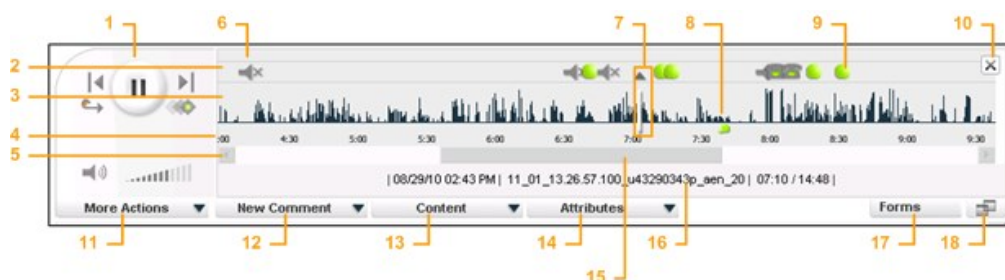 1 6 7 8 9 10
2
3
4 :00 4:30 5:00 5:30 6:00 6:30 7:00 7:30 8:00 8:30 9:00 9:30
5
| 08/29/10 02:43 PM | 11_01_13.26.57.100_u43290343p_aen_20 | 07:10 / 14:48 |
More Actions New Comment Content Attributes Forms
11 12 13 14 16 17 18
15